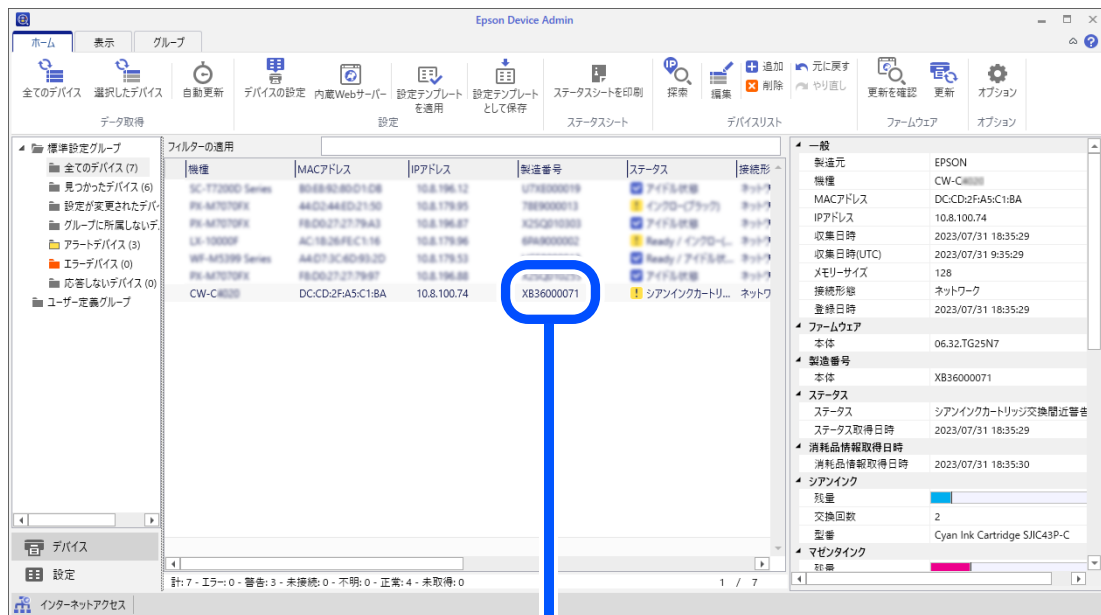 Epson Device Admin
ホーム 表示 グループ
全てのデバイス 選択したデバイス 自動更新 デバイスの設定 内蔵Webサーバー 設定テンプレートを適用 設定テンプレートとして保存 ステータスシートを印刷 探索 編集 追加 削除 元に戻す やり直し 更新を確認 更新 オプション
データ取得 設定 ステータスシート デバイスリスト ファームウェア オプション
標準設定グループ
全てのデバイス (7)
見つかったデバイス (6)
設定が変更されたデバ
グループに所属しないデ
アラートデバイス (3)
エラーデバイス (0)
応答しないデバイス (0)
ユーザー定義グループ
デバイス
設定
フィルターの適用
機種 MACアドレス IPアドレス 製造番号 ステータス 接続形
CW-C DC:CD:2F:A5:C1:BA 10.8.100.74 XB36000071 シアンインクカートリ... ネットワ
計: 7 - エラー: 0 - 警告: 3 - 未接続: 0 - 不明: 0 - 正常: 4 - 未取得: 0 1 / 7
一般
製造元 EPSON
機種 CW-C
MACアドレス DC:CD:2F:A5:C1:BA
IPアドレス 10.8.100.74
収集日時 2023/07/31 18:35:29
収集日時(UTC) 2023/07/31 9:35:29
メモリーサイズ 128
接続形態 ネットワーク
登録日時 2023/07/31 18:35:29
ファームウェア
本体 06.32.TG25N7
製造番号
本体 XB36000071
ステータス
ステータス シアンインクカートリッジ交換間近警告
ステータス取得日時 2023/07/31 18:35:29
消耗品情報取得日時
消耗品情報取得日時 2023/07/31 18:35:30
シアンインク
残量
交換回数 2
型番 Cyan Ink Cartridge SJIC43P-C
マゼンタインク
残量
インターネットアクセス